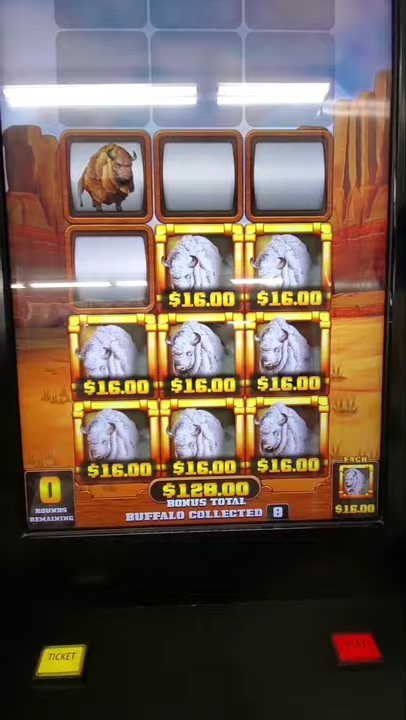 $16.00 $16.00
$16.00 $16.00 $16.00
$16.00 $16.00 $16.00
$128.00
BONUS TOTAL
BUFFALO COLLECTED 8
0
ROUNDS
REMAINING
EACH
$16.00
TICKET